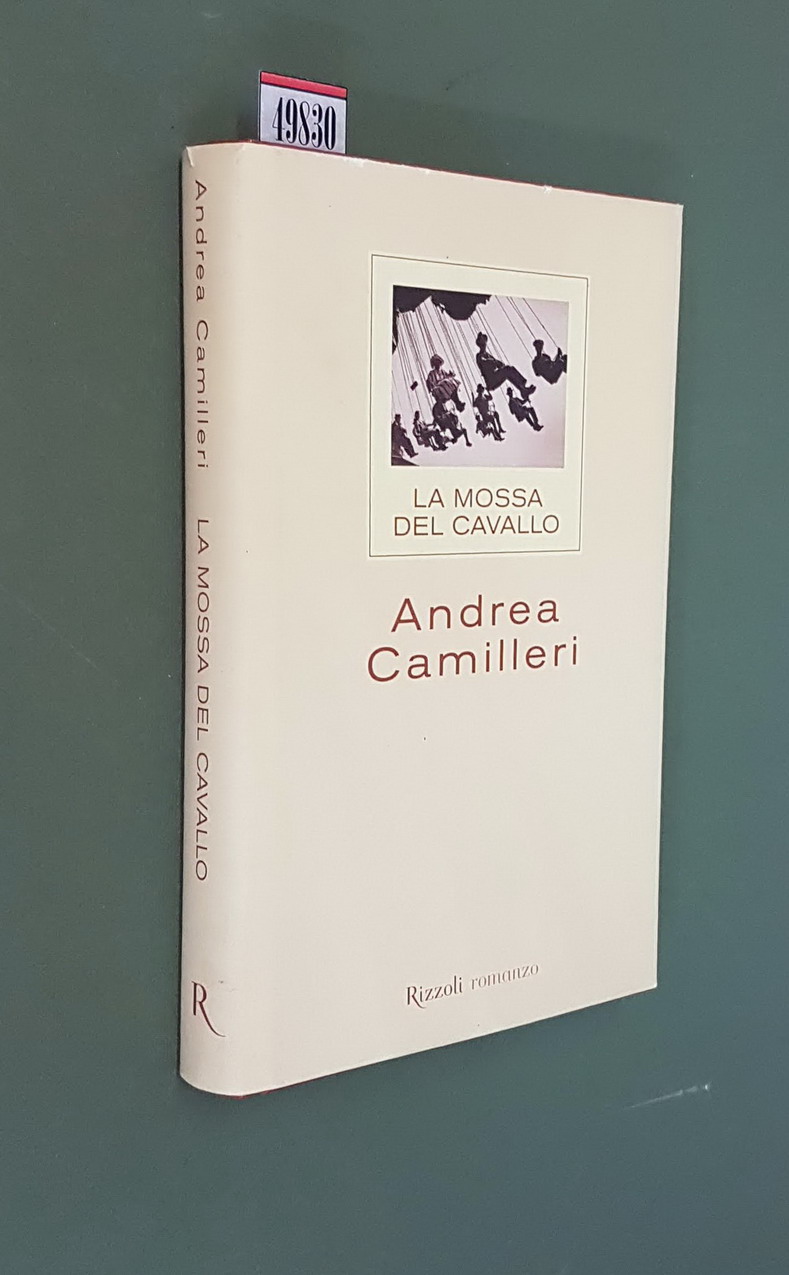 49830
Andrea Camilleri LA MOSSA DEL CAVALLO
R
LA MOSSA
DEL CAVALLO
Andrea
Camilleri
Rizzoli romanzo